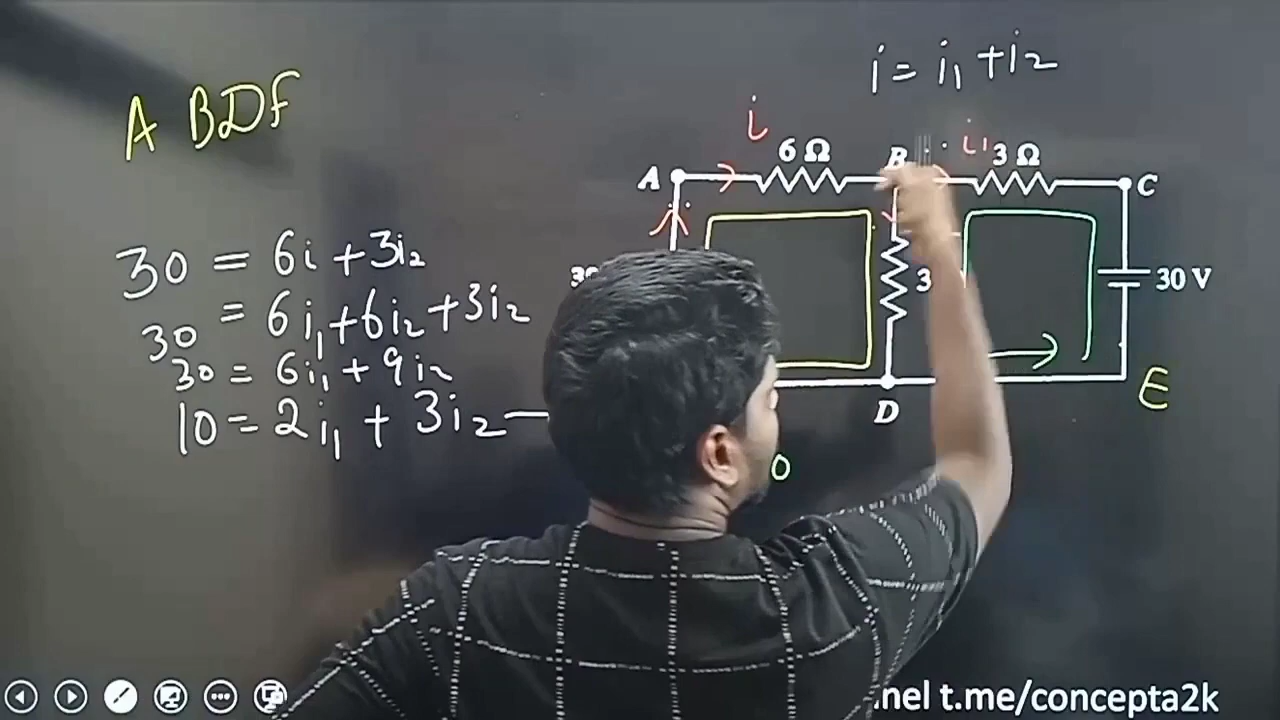 i = i₁ + i₂
A BDF
i
6 Ω
i₁
3 Ω
A
B
C
30 = 6i + 3i₂
30 = 6i₁ + 6i₂ + 3i₂
30 = 6i₁ + 9i₂
10 = 2i₁ + 3i₂ —
3
30 V
D
E
t.me/concepta2k